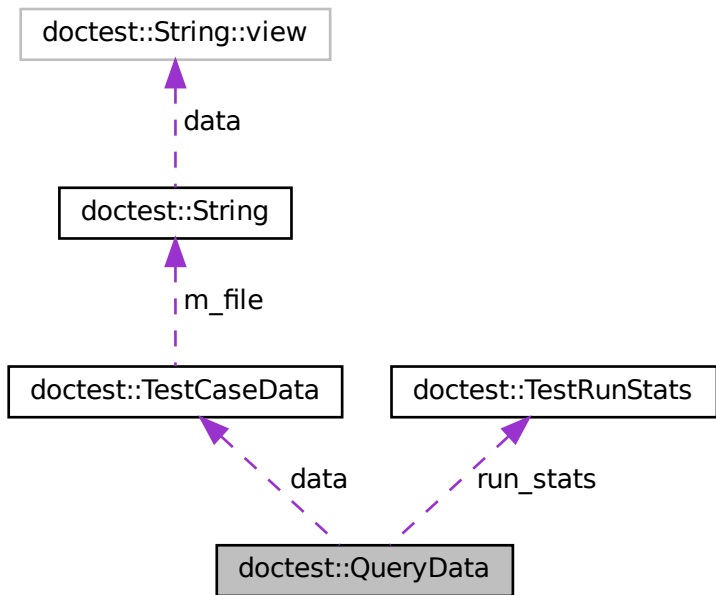 doctest::String::view
data
doctest::String
m_file
doctest::TestCaseData
doctest::TestRunStats
data
run_stats
doctest::QueryData